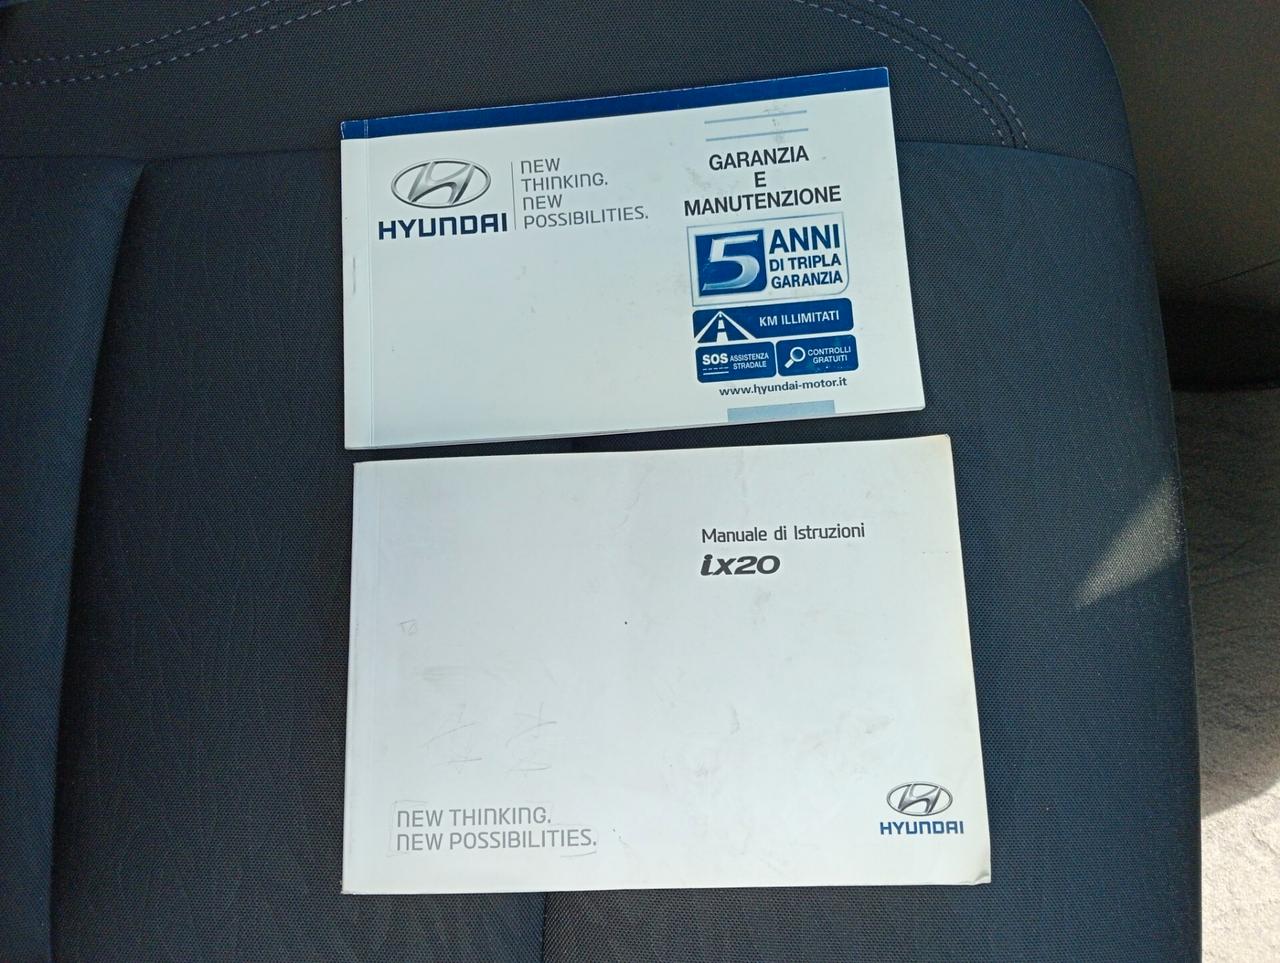 HYUNDAI
NEW
THINKING.
NEW
POSSIBILITIES.
GARANZIA
E
MANUTENZIONE
5 ANNI
DI TRIPLA
GARANZIA
KM ILLIMITATI
SOS ASSISTENZA
STRADALE
CONTROLLI
GRATUITI
www.hyundai-motor.it
Manuale di Istruzioni
ix20
NEW THINKING.
NEW POSSIBILITIES.
HYUNDAI